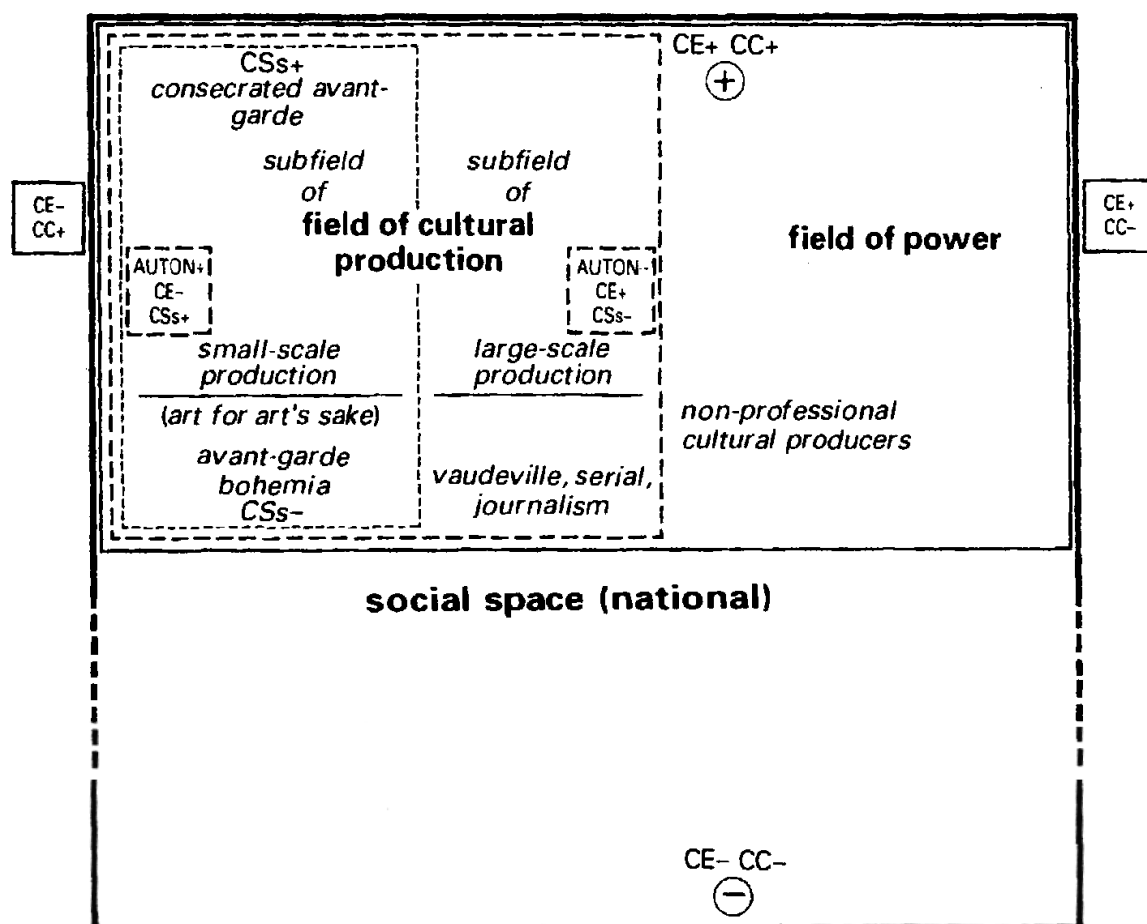 CE+ CC+
+
CSs+
consecrated avant-
garde
subfield
of
subfield
of
field of cultural
production
field of power
CE−
CC+
CE+
CC−
AUTON+
CE−
CSs+
AUTON−
CE+
CSs−
small-scale
production
large-scale
production
(art for art's sake)
non-professional
cultural producers
avant-garde
bohemia
CSs−
vaudeville, serial,
journalism
social space (national)
CE− CC−
−